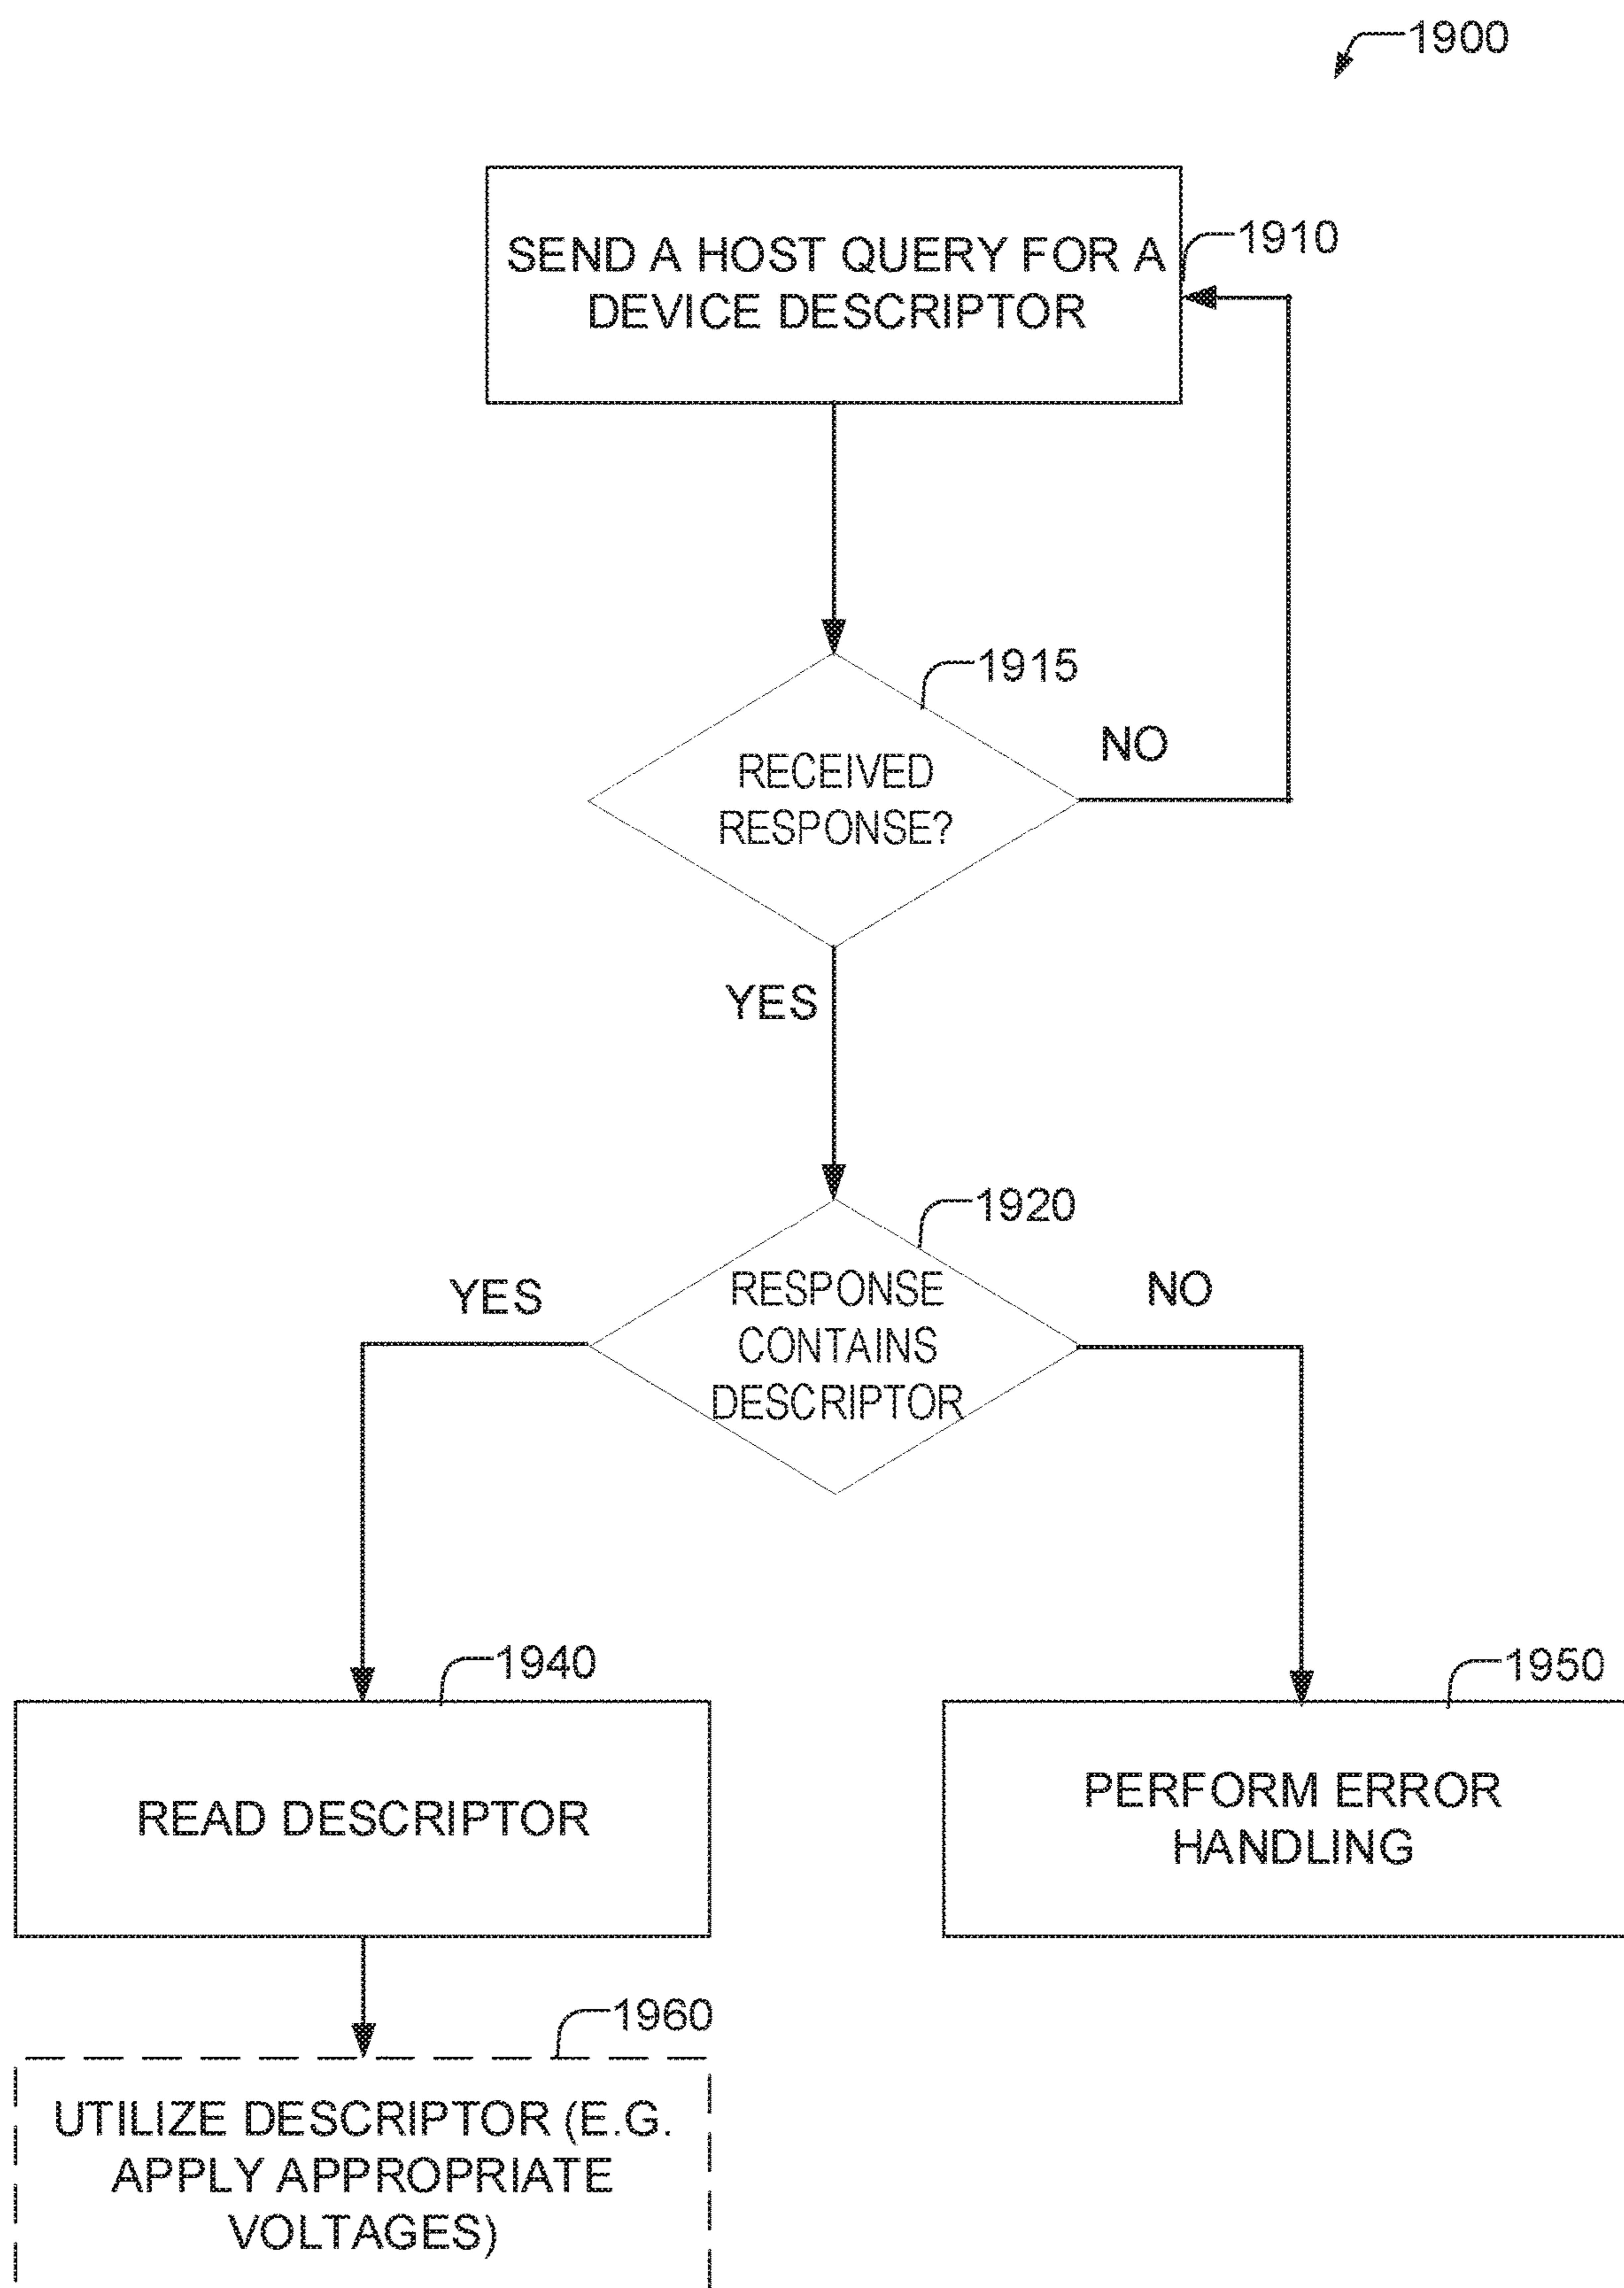 1900
SEND A HOST QUERY FOR A
DEVICE DESCRIPTOR
1910
1915
RECEIVED
RESPONSE?
NO
YES
1920
RESPONSE
CONTAINS
DESCRIPTOR
YES
NO
1940
READ DESCRIPTOR
1950
PERFORM ERROR
HANDLING
1960
UTILIZE DESCRIPTOR (E.G.
APPLY APPROPRIATE
VOLTAGES)